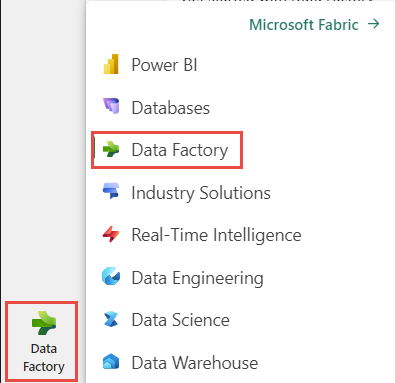 Microsoft Fabric →
Power BI
Databases
Data Factory
Industry Solutions
Real-Time Intelligence
Data Engineering
Data Science
Data Warehouse
Data
Factory